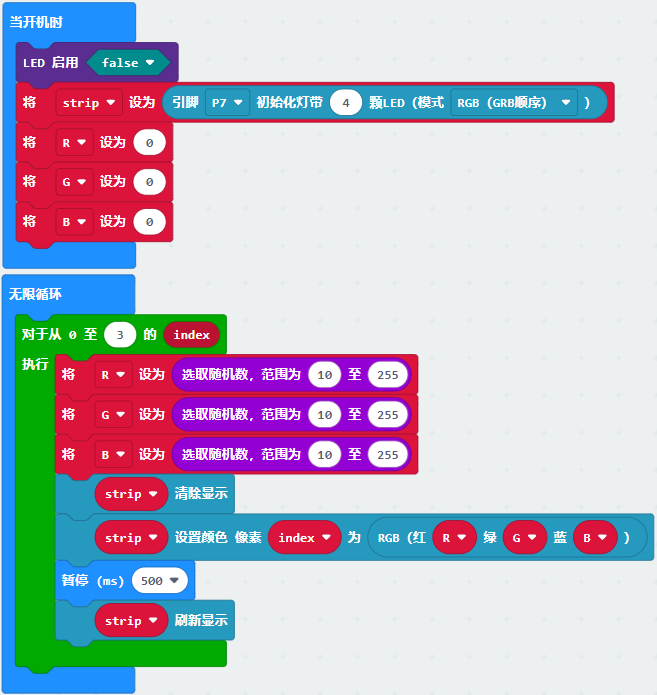 当开机时
LED 启用 false
将 strip 设为 引脚 P7 初始化灯带 4 颗LED (模式 RGB (GRB顺序) )
将 R 设为 0
将 G 设为 0
将 B 设为 0
无限循环
对于从 0 至 3 的 index
执行
将 R 设为 选取随机数，范围为 10 至 255
将 G 设为 选取随机数，范围为 10 至 255
将 B 设为 选取随机数，范围为 10 至 255
strip 清除显示
strip 设置颜色 像素 index 为 RGB (红 R 绿 G 蓝 B )
暂停 (ms) 500
strip 刷新显示